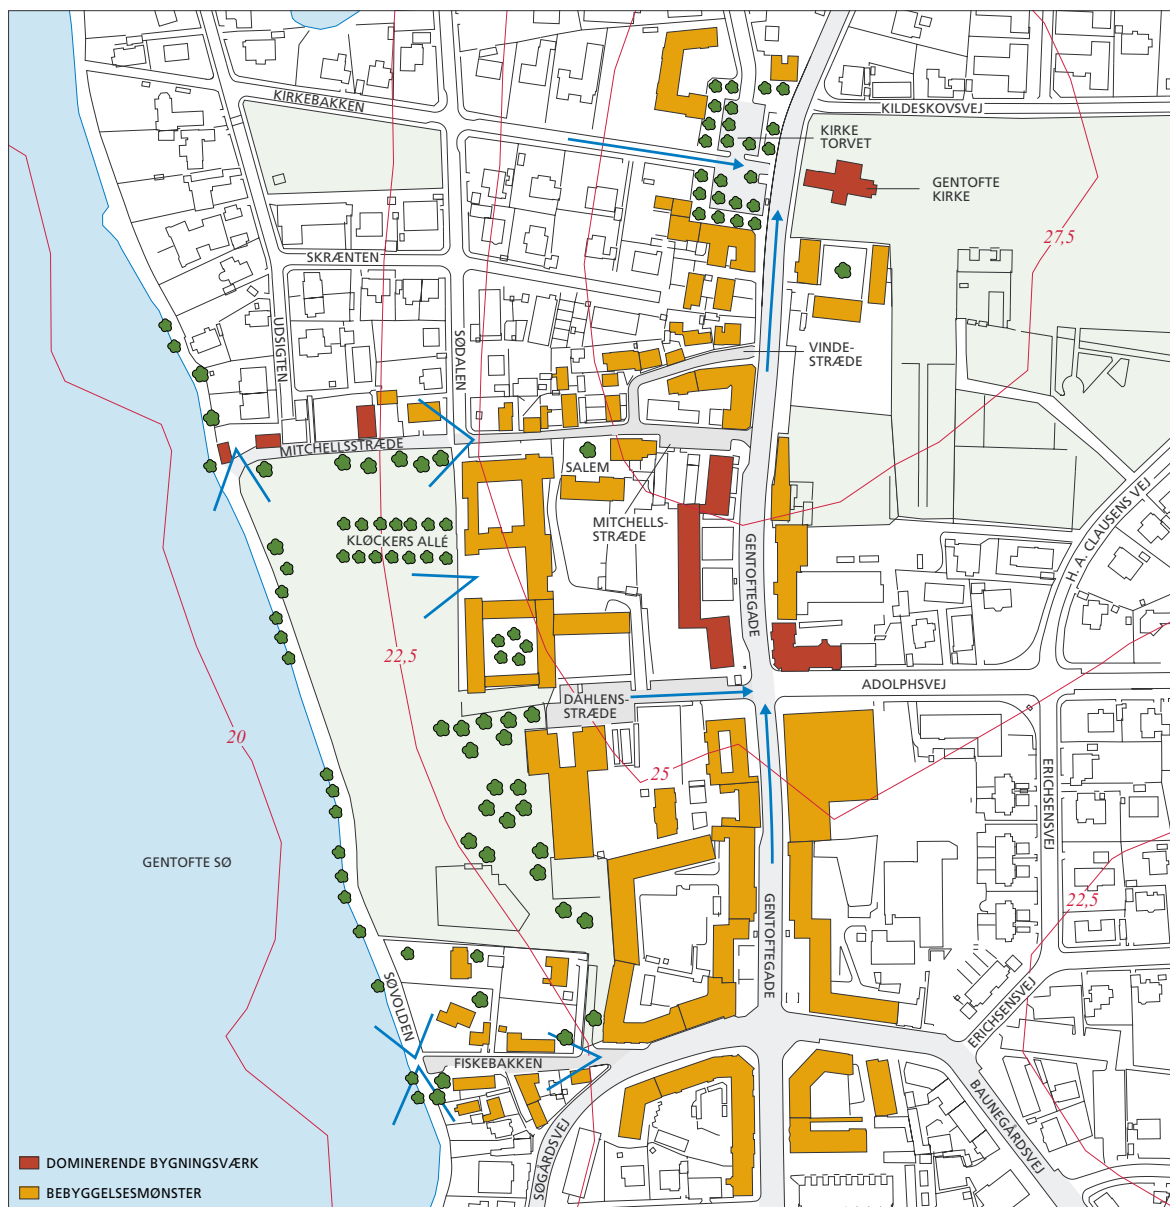 KIRKEBAKKEN
KILDESKOVSVEJ
KIRKE
TORVET
GENTOFTE
KIRKE
27,5
SKRÆNTEN
UDSIGTEN
SØDALEN
VINDE-
STRÆDE
MITCHELLSSTRÆDE
SALEM
MITCHELLS-
STRÆDE
KLØCKERS ALLÉ
GENTOFTEGADE
H. A. CLAUSENS VEJ
22,5
ADOLPHSVEJ
DAHLENS-
STRÆDE
20
25
ERICHSENSVEJ
GENTOFTE SØ
22,5
GENTOFTEGADE
SØVOLDEN
ERICHSENSVEJ
FISKEBAKKEN
BAUNEGÅRDSVEJ
SØGÅRDSVEJ
DOMINERENDE BYGNINGSVÆRK
BEBYGGELSESMØNSTER